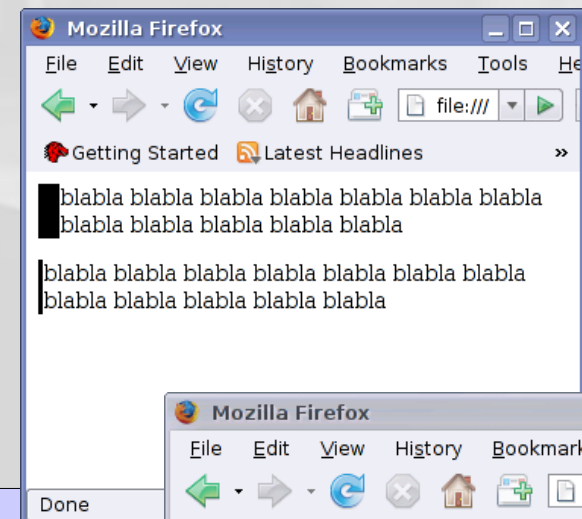 Mozilla Firefox
File Edit View History Bookmarks Tools He
file:///
Getting Started Latest Headlines »
blabla blabla blabla blabla blabla blabla blabla
blabla blabla blabla blabla blabla
blabla blabla blabla blabla blabla blabla blabla
blabla blabla blabla blabla blabla
Mozilla Firefox
File Edit View History Bookmark
Done